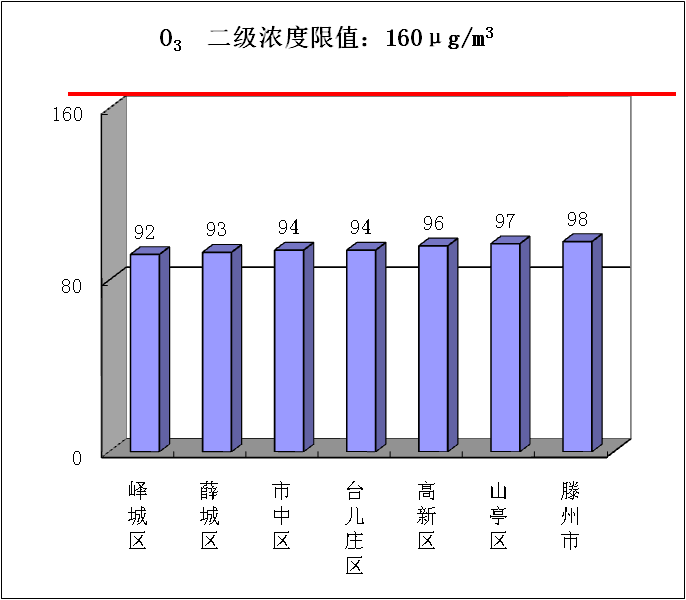 O₃ 二级浓度限值：160μg/m³
160
80
0
92
93
94
94
96
97
98
峄城区
薛城区
市中区
台儿庄区
高新区
山亭区
滕州市